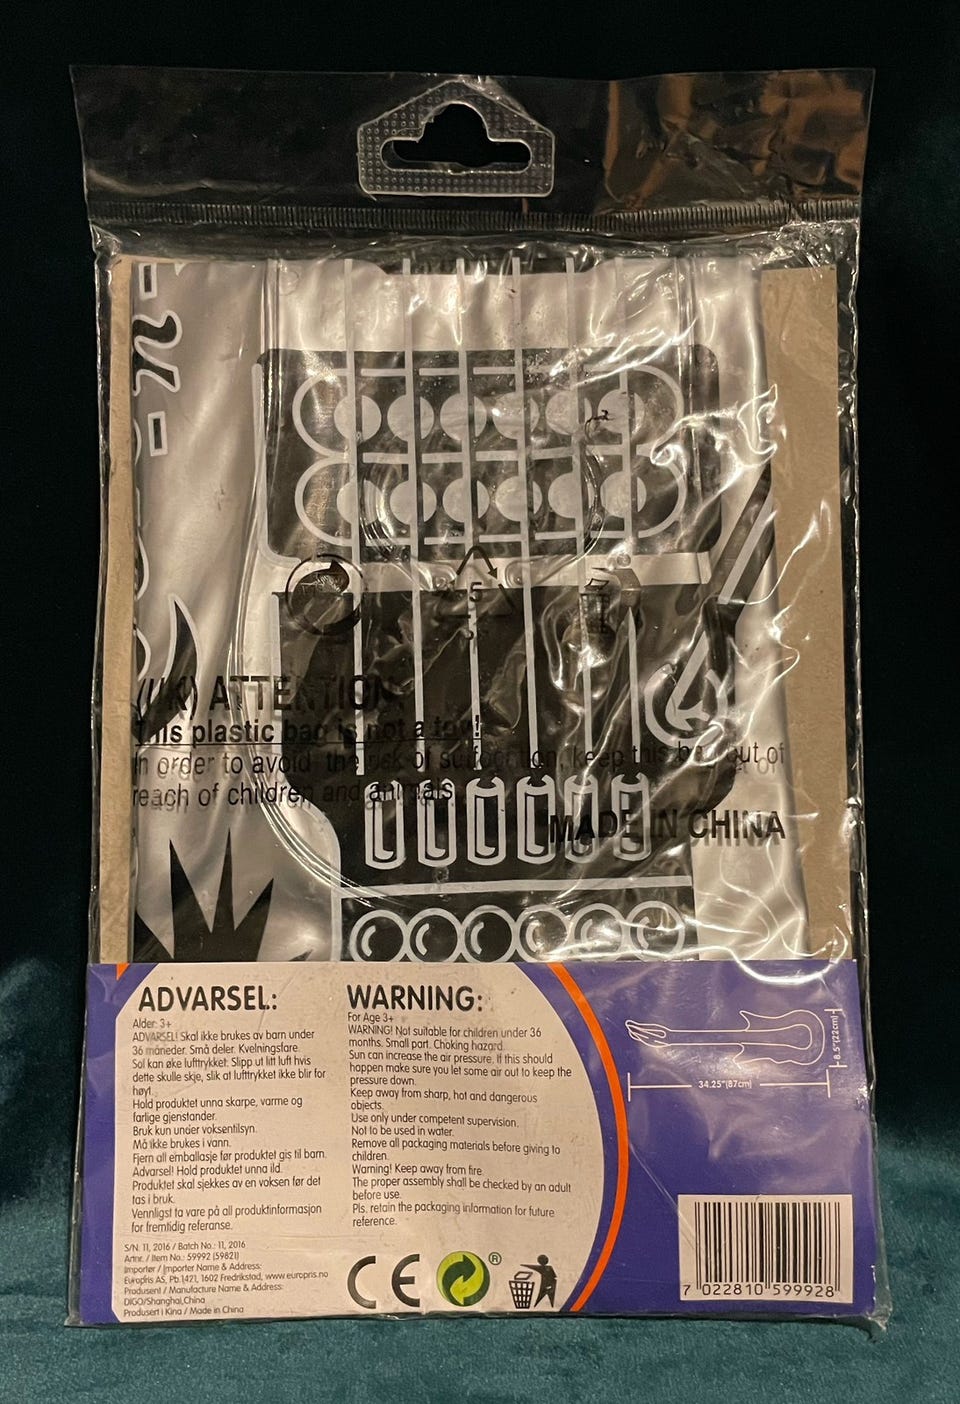 (UK) ATTENTION
This plastic bag is not a toy!
In order to avoid the risk of suffocation, keep this bag out of
reach of children and animals.
MADE IN CHINA
ADVARSEL:
Alder: 3+
ADVARSEL! Skal ikke brukes av barn under
36 måneder. Små deler. Kvelningsfare.
Sol kan øke lufttrykket. Slipp ut litt luft hvis
dette skulle skje, slik at lufttrykket ikke blir for
høyt.
Hold produktet unna skarpe, varme og
farlige gjenstander.
Bruk kun under voksentilsyn.
Må ikke brukes i vann.
Fjern all emballasje før produktet gis til barn.
Advarsel! Hold produktet unna ild.
Produktet skal sjekkes av en voksen før det
tas i bruk.
Vennligst ta vare på all produktinformasjon
for fremtidig referanse.
S/N: 11, 2016 / Batch No.: 11, 2016
Artnr. / Item No.: 59992 (59821)
Importør / Importer Name & Address:
Europris AS, Pb.1421, 1602 Fredrikstad, www.europris.no
Produsent / Manufacture Name & Address:
DIGO/Shanghai,China
Produsert i Kina / Made in China
WARNING:
For Age 3+
WARNING! Not suitable for children under 36
months. Small part. Choking hazard.
Sun can increase the air pressure. If this should
happen make sure you let some air out to keep the
pressure down.
Keep away from sharp, hot and dangerous
objects.
Use only under competent supervision.
Not to be used in water.
Remove all packaging materials before giving to
children.
Warning! Keep away from fire.
The proper assembly shall be checked by an adult
before use.
Pls. retain the packaging information for future
reference.
CE
®
34.25"(87cm)
8.5"(22cm)
7 022810 599928